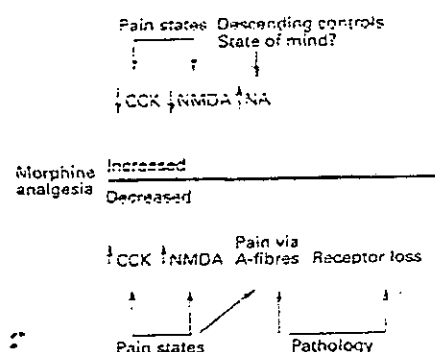 Pain states Descending controls
State of mind?
↓CCK ↓NMDA ↑NA
Morphine analgesia
Increased
Decreased
↑CCK ↑NMDA Pain via A-fibres Receptor loss
Pain states Pathology